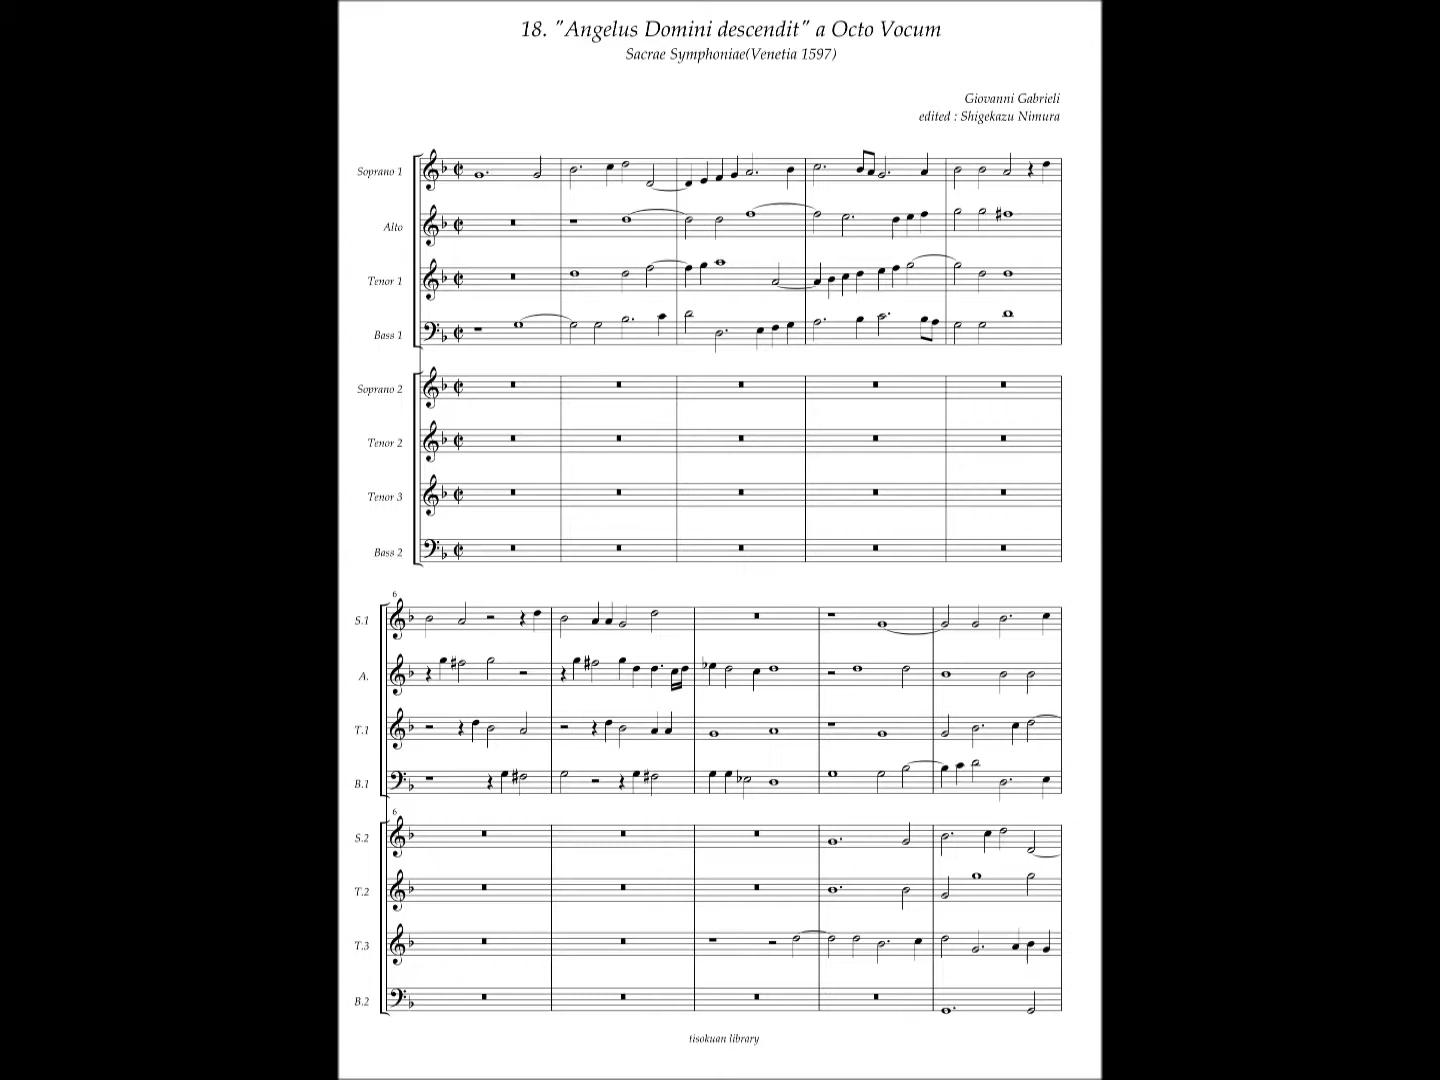 18. "Angelus Domini descendit" a Octo Vocum
Sacrae Symphoniae(Venetia 1597)
Giovanni Gabrieli
edited : Shigekazu Nimura
Soprano 1
Alto
Tenor 1
Bass 1
Soprano 2
Tenor 2
Tenor 3
Bass 2
6
S.1
A.
T.1
B.1
6
S.2
T.2
T.3
B.2
tisokuan library